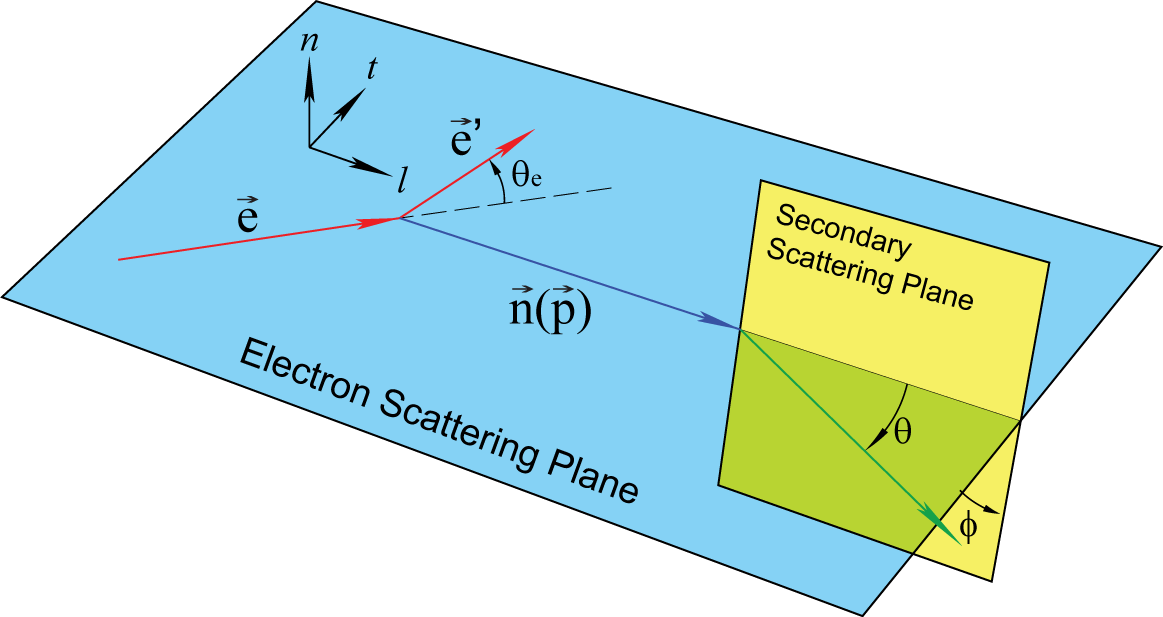 n
t
l
e⃗
e⃗’
θe
n⃗(p⃗)
Secondary
Scattering Plane
Electron Scattering Plane
θ
ϕ